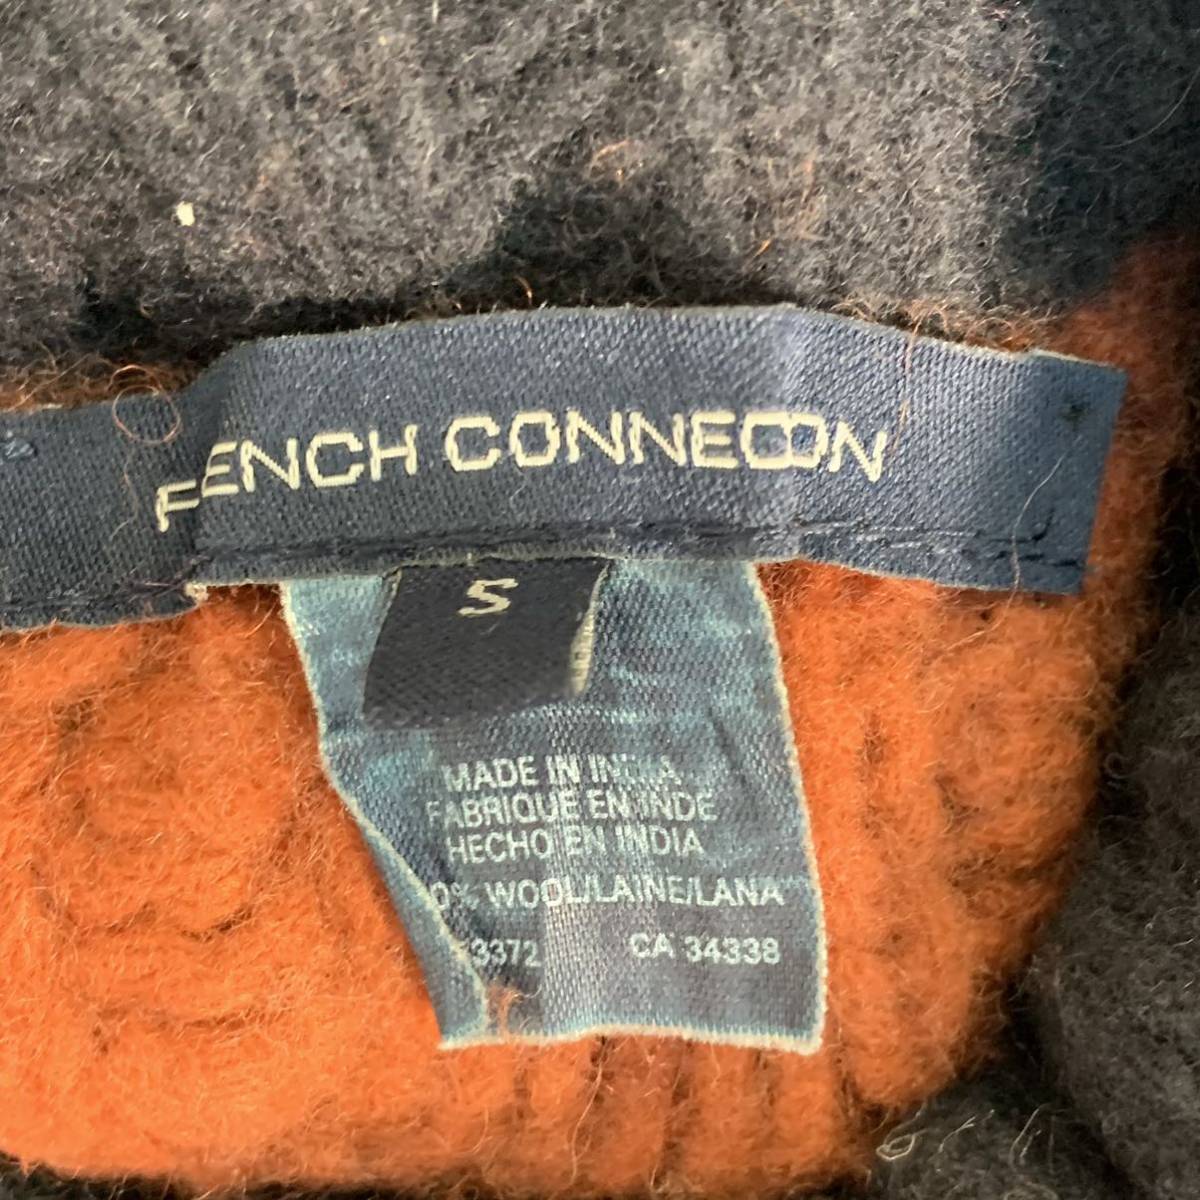 FENCH CONNECON
S
MADE IN INDIA
FABRIQUE EN INDE
HECHO EN INDIA
0% WOOL/LAINE/LANA
3372 CA 34338